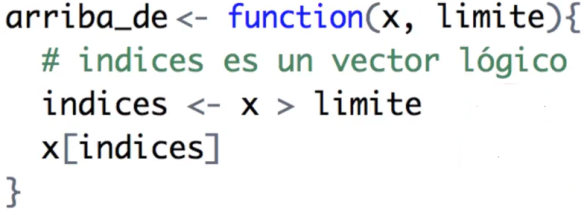 arriba_de <- function(x, limite){
  # indices es un vector lógico
  indices <- x > limite
  x[indices]
}